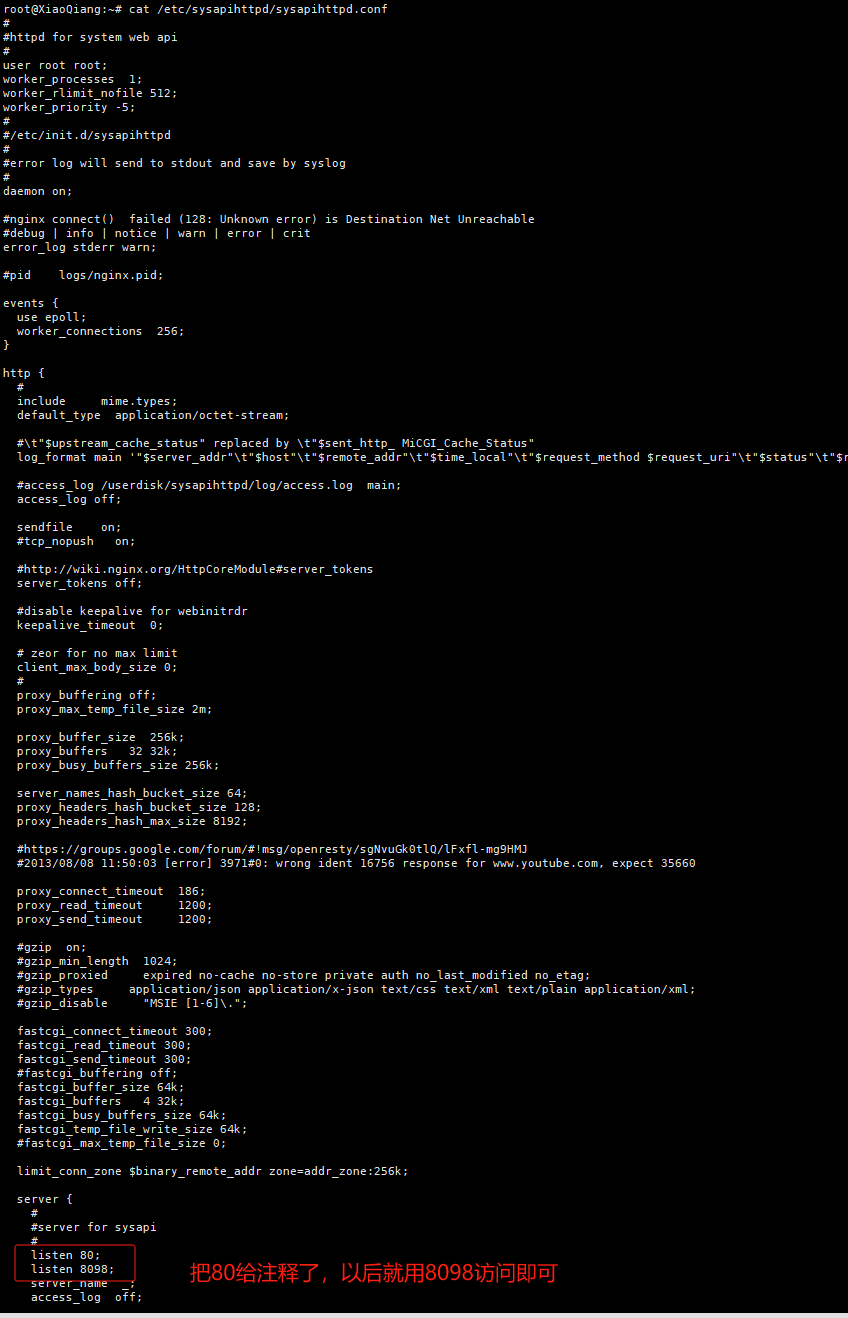 root@XiaoQiang:~# cat /etc/sysapihttpd/sysapihttpd.conf
#
#httpd for system web api
#
user root root;
worker_processes  1;
worker_rlimit_nofile 512;
worker_priority -5;
#
#/etc/init.d/sysapihttpd
#
#error log will send to stdout and save by syslog
#
daemon on;
#nginx connect()  failed (128: Unknown error) is Destination Net Unreachable
#debug | info | notice | warn | error | crit
error_log stderr warn;
#pid    logs/nginx.pid;
events {
  use epoll;
  worker_connections  256;
}
http {
  #
  include     mime.types;
  default_type  application/octet-stream;
  #\t"$upstream_cache_status" replaced by \t"$sent_http_ MiCGI_Cache_Status"
  log_format main '"$server_addr"\t"$host"\t"$remote_addr"\t"$time_local"\t"$request_method $request_uri"\t"$status"\t"$r
  #access_log /userdisk/sysapihttpd/log/access.log  main;
  access_log off;
  sendfile    on;
  #tcp_nopush   on;
  #http://wiki.nginx.org/HttpCoreModule#server_tokens
  server_tokens off;
  #disable keepalive for webinitrdr
  keepalive_timeout  0;
  # zeor for no max limit
  client_max_body_size 0;
  #
  proxy_buffering off;
  proxy_max_temp_file_size 2m;
  proxy_buffer_size  256k;
  proxy_buffers   32 32k;
  proxy_busy_buffers_size 256k;
  server_names_hash_bucket_size 64;
  proxy_headers_hash_bucket_size 128;
  proxy_headers_hash_max_size 8192;
  #https://groups.google.com/forum/#!msg/openresty/sgNvuGk0tlQ/lFxfl-mg9HMJ
  #2013/08/08 11:50:03 [error] 3971#0: wrong ident 16756 response for www.youtube.com, expect 35660
  proxy_connect_timeout  186;
  proxy_read_timeout     1200;
  proxy_send_timeout     1200;
  #gzip  on;
  #gzip_min_length  1024;
  #gzip_proxied     expired no-cache no-store private auth no_last_modified no_etag;
  #gzip_types     application/json application/x-json text/css text/xml text/plain application/xml;
  #gzip_disable     "MSIE [1-6]\.";
  fastcgi_connect_timeout 300;
  fastcgi_read_timeout 300;
  fastcgi_send_timeout 300;
  #fastcgi_buffering off;
  fastcgi_buffer_size 64k;
  fastcgi_buffers   4 32k;
  fastcgi_busy_buffers_size 64k;
  fastcgi_temp_file_write_size 64k;
  #fastcgi_max_temp_file_size 0;
  limit_conn_zone $binary_remote_addr zone=addr_zone:256k;
  server {
    #
    #server for sysapi
    #
    listen 80;
    listen 8098;
把80给注释了，以后就用8098访问即可
    server_name  _;
    access_log  off;